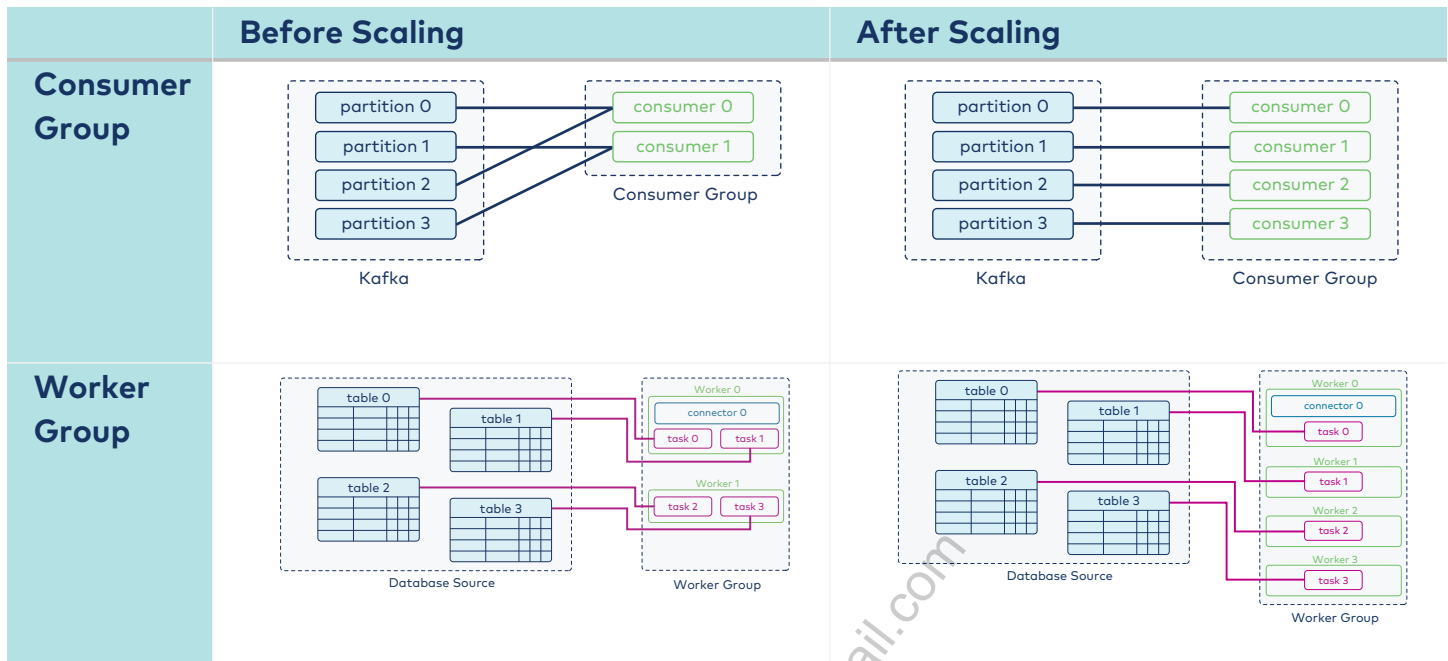 Before Scaling
After Scaling
Consumer
Group
partition 0
partition 1
partition 2
partition 3
Kafka
consumer 0
consumer 1
Consumer Group
partition 0
partition 1
partition 2
partition 3
Kafka
consumer 0
consumer 1
consumer 2
consumer 3
Consumer Group
Worker
Group
table 0
table 1
table 2
table 3
Database Source
Worker 0
connector 0
task 0 task 1
Worker 1
task 2 task 3
Worker Group
table 0
table 1
table 2
table 3
Database Source
Worker 0
connector 0
task 0
Worker 1
task 1
Worker 2
task 2
Worker 3
task 3
Worker Group
ail.com